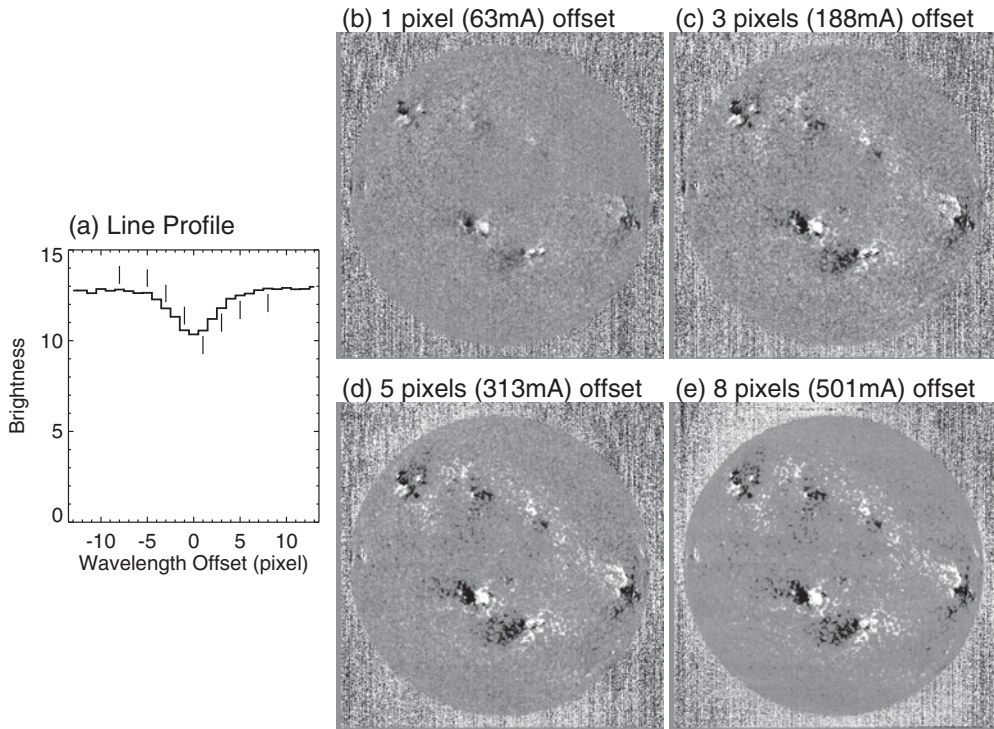 (b) 1 pixel (63mA) offset
(c) 3 pixels (188mA) offset
(a) Line Profile
15
10
5
0
Brightness
-10 -5 0 5 10
Wavelength Offset (pixel)
(d) 5 pixels (313mA) offset
(e) 8 pixels (501mA) offset